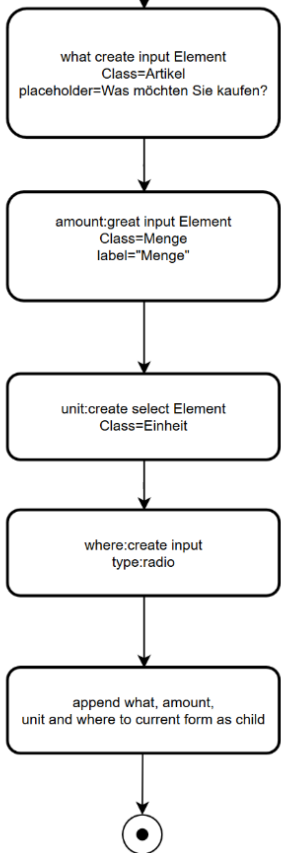 what create input Element
Class=Artikel
placeholder=Was möchten Sie kaufen?
amount:great input Element
Class=Menge
label="Menge"
unit:create select Element
Class=Einheit
where:create input
type:radio
append what, amount,
unit and where to current form as child